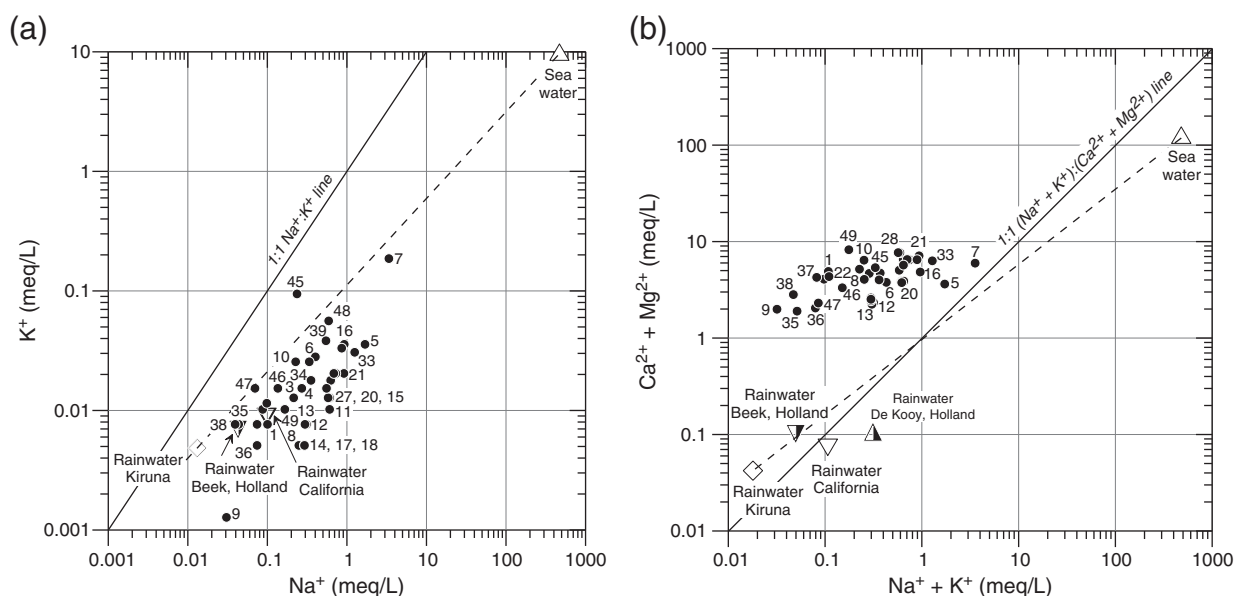 (a)
10
1
0.1
0.01
0.001
K⁺ (meq/L)
0.001
0.01
0.1
1
10
100
1000
Na⁺ (meq/L)
1:1 Na⁺:K⁺ line
Sea
water
7
45
48
39
16
5
6
33
10
34
21
46
3
47
4
27, 20, 15
35
7
13
11
38
49
12
1
8
14, 17, 18
36
9
Rainwater
Kiruna
Rainwater
Beek, Holland
Rainwater
California
(b)
1000
100
10
1
0.1
0.01
Ca²⁺ + Mg²⁺ (meq/L)
0.01
0.1
1
10
100
1000
Na⁺ + K⁺ (meq/L)
1:1 (Na⁺ + K⁺):(Ca²⁺ + Mg²⁺) line
Sea
water
49
28
21
10
45
7
1
33
37
22
16
8
5
38
46
6
20
9
47
12
35
36
13
Rainwater
Beek, Holland
Rainwater
De Kooy, Holland
Rainwater
Kiruna
Rainwater
California